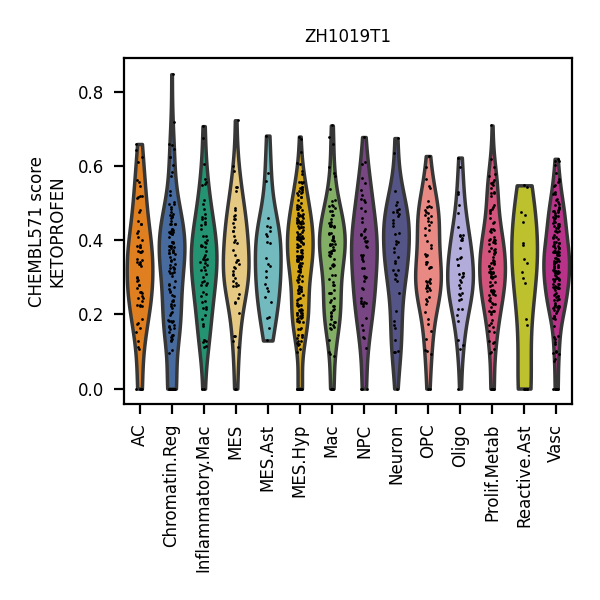 ZH1019T1
CHEMBL571 score
KETOPROFEN
0.8
0.6
0.4
0.2
0.0
AC
Chromatin.Reg
Inflammatory.Mac
MES
MES.Ast
MES.Hyp
Mac
NPC
Neuron
OPC
Oligo
Prolif.Metab
Reactive.Ast
Vasc